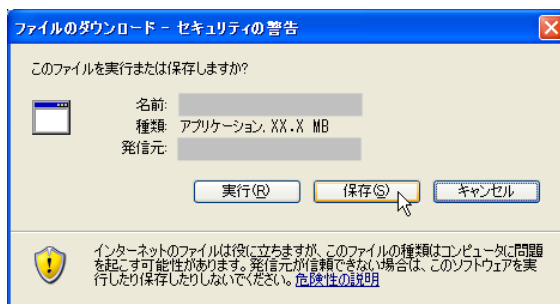 ファイルのダウンロード - セキュリティの警告
このファイルを実行または保存しますか?
名前:
種類: アプリケーション, XX.X MB
発信元:
実行(R) 保存(S) キャンセル
インターネットのファイルは役に立ちますが、このファイルの種類はコンピュータに問題
を起こす可能性があります。発信元が信頼できない場合は、このソフトウェアを実
行したり保存したりしないでください。危険性の説明